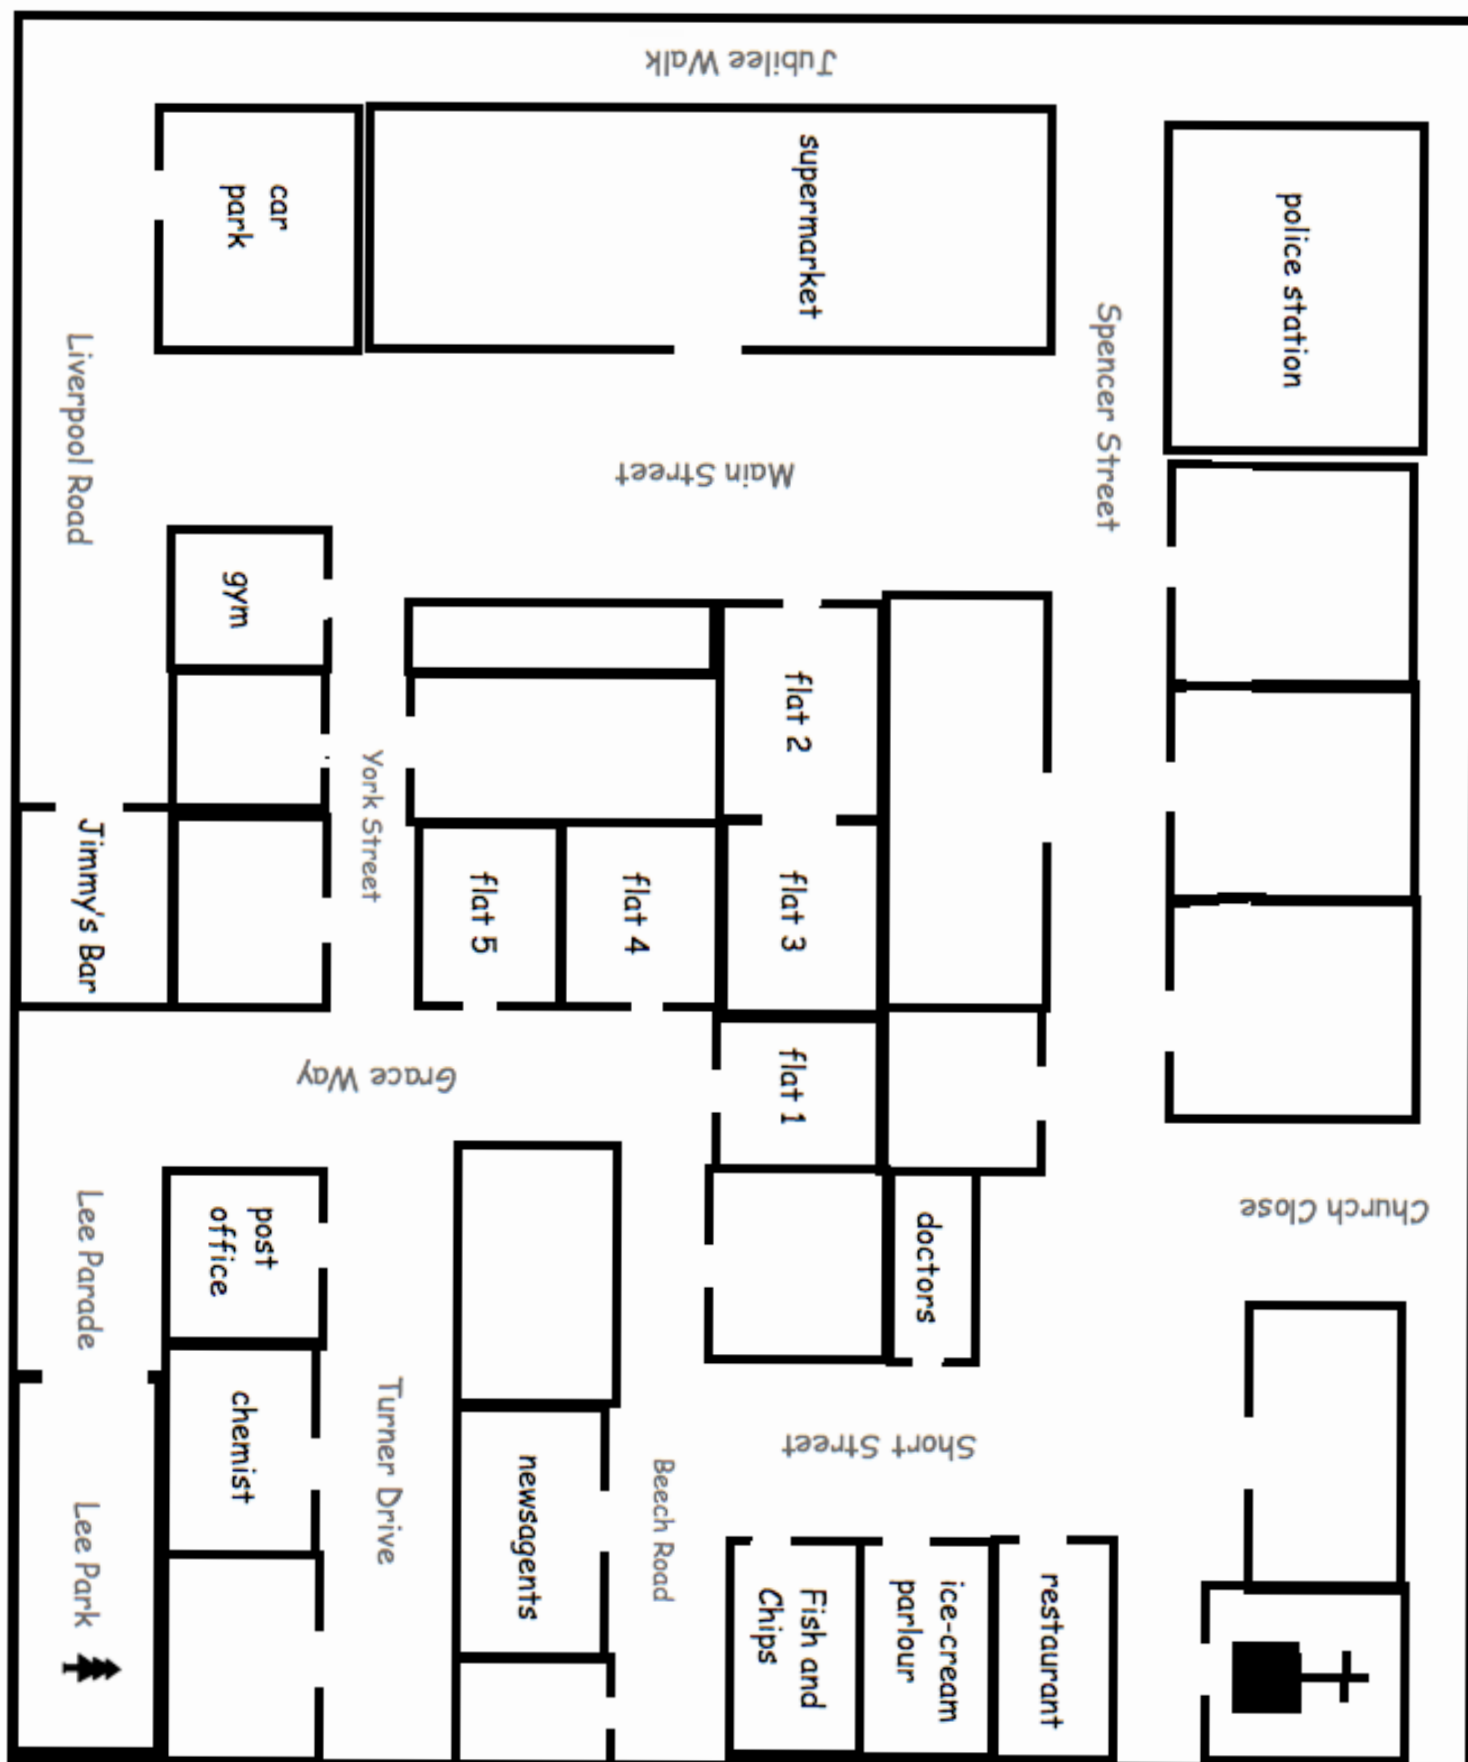 Jubilee Walk
car
park
supermarket
police station
Liverpool Road
Spencer Street
Main Street
gym
flat 2
York Street
Jimmy's Bar
flat 5
flat 4
flat 3
Grace Way
flat 1
Church Close
Lee Parade
post
office
doctors
chemist
Turner Drive
Short Street
newsagents
Beech Road
Lee Park
Fish and
Chips
ice-cream
parlour
restaurant